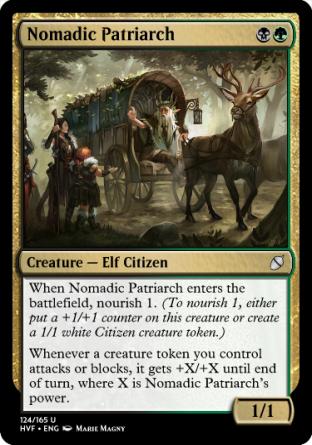 Nomadic Patriarch
Creature — Elf Citizen
When Nomadic Patriarch enters the
battlefield, nourish 1. (To nourish 1, either
put a +1/+1 counter on this creature or create
a 1/1 white Citizen creature token.)
Whenever a creature token you control
attacks or blocks, it gets +X/+X until end
of turn, where X is Nomadic Patriarch's
power.
1/1
124/165 U
HVF • ENG Marie Magny